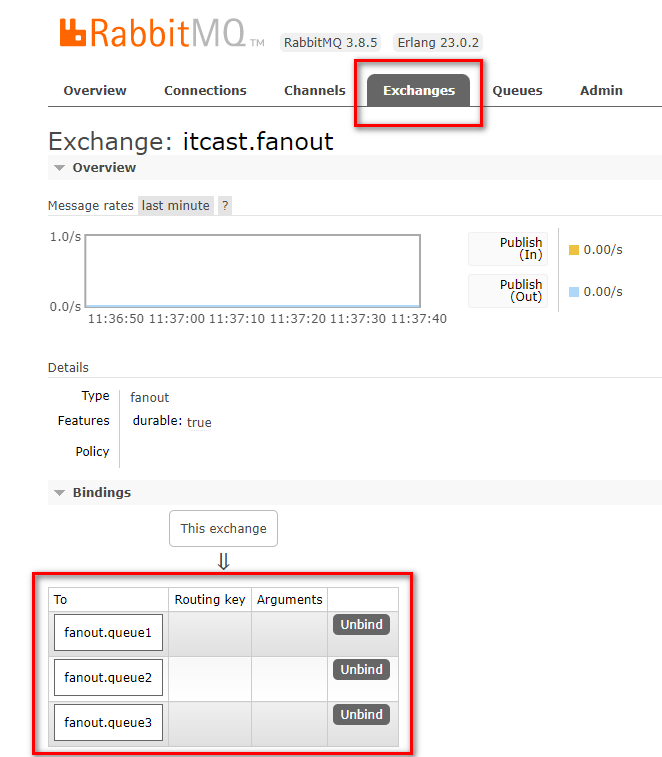 RabbitMQ TM RabbitMQ 3.8.5 Erlang 23.0.2
Overview Connections Channels Exchanges Queues Admin
Exchange: itcast.fanout
Overview
Message rates last minute ?
1.0/s
0.0/s
11:36:50 11:37:00 11:37:10 11:37:20 11:37:30 11:37:40
Publish
(In)
0.00/s
Publish
(Out)
0.00/s
Details
Type fanout
Features durable: true
Policy
Bindings
This exchange
⇓
To Routing key Arguments
fanout.queue1 Unbind
fanout.queue2 Unbind
fanout.queue3 Unbind